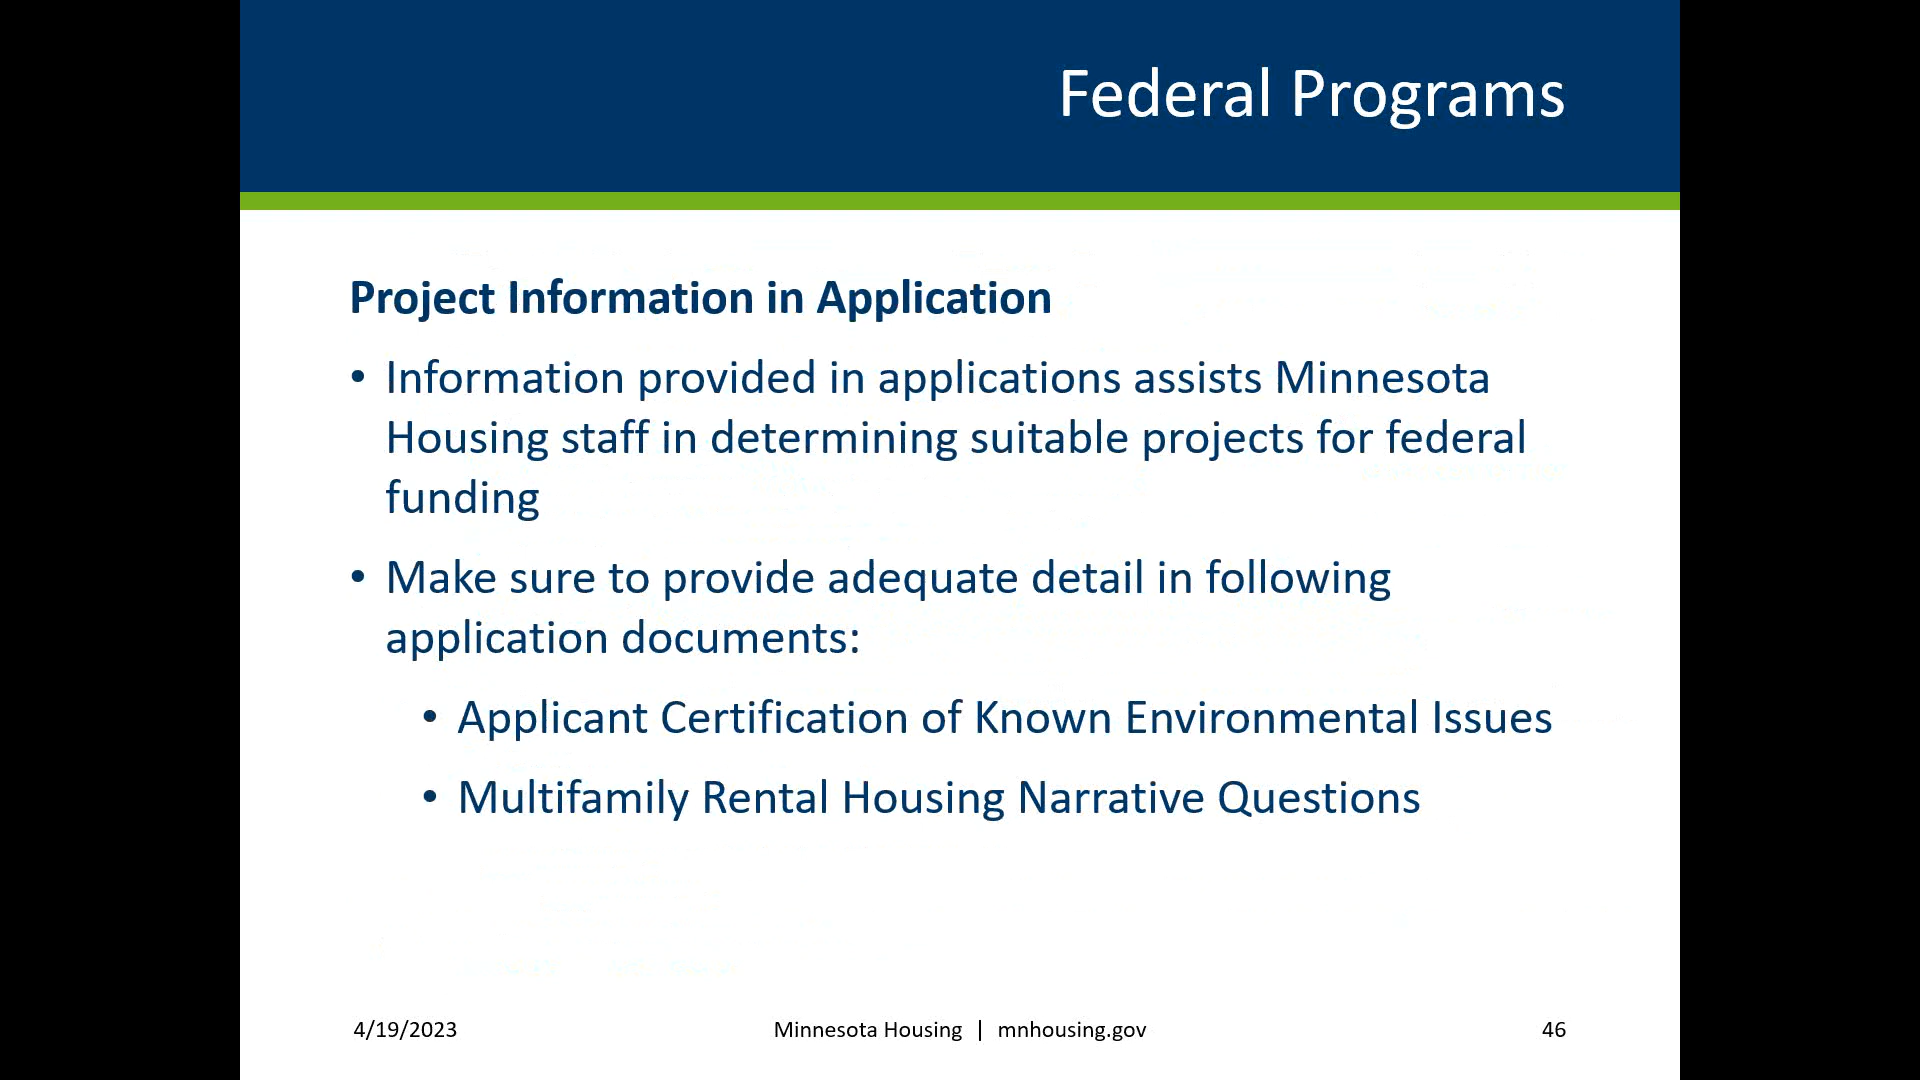 Federal Programs
Project Information in Application
• Information provided in applications assists Minnesota
Housing staff in determining suitable projects for federal
funding
• Make sure to provide adequate detail in following
application documents:
• Applicant Certification of Known Environmental Issues
• Multifamily Rental Housing Narrative Questions
4/19/2023 Minnesota Housing | mnhousing.gov 46